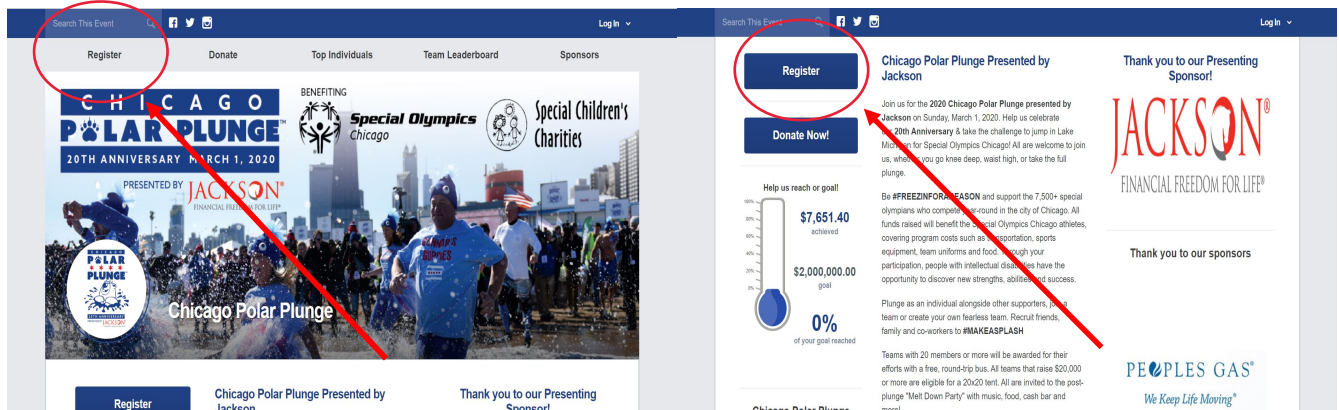 Search This Event
Log In
Register
Donate
Top Individuals
Team Leaderboard
Sponsors
CHICAGO
POLAR PLUNGE™
20TH ANNIVERSARY MARCH 1, 2020
PRESENTED BY JACKSON®
FINANCIAL FREEDOM FOR LIFE®
BENEFITING
Special Olympics
Chicago
Special Children's
Charities
CHICAGO
POLAR
PLUNGE
Chicago Polar Plunge
Register
Chicago Polar Plunge Presented by
Jackson
Thank you to our Presenting
Sponsor!
Search This Event
Log In
Register
Donate Now!
Help us reach or goal!
100%
80%
60%
40%
20%
0%
$7,651.40
achieved
$2,000,000.00
goal
0%
of your goal reached
Chicago Polar Plunge
Chicago Polar Plunge Presented by
Jackson
Join us for the 2020 Chicago Polar Plunge presented by
Jackson on Sunday, March 1, 2020. Help us celebrate
our 20th Anniversary & take the challenge to jump in Lake
Michigan for Special Olympics Chicago! All are welcome to join
us, whether you go knee deep, waist high, or take the full
plunge.
Be #FREEZINFORAREASON and support the 7,500+ special
olympians who compete year-round in the city of Chicago. All
funds raised will benefit the Special Olympics Chicago athletes,
covering program costs such as transportation, sports
equipment, team uniforms and food. Through your
participation, people with intellectual disabilities have the
opportunity to discover new strengths, abilities and success.
Plunge as an individual alongside other supporters, join a
team or create your own fearless team. Recruit friends,
family and co-workers to #MAKEASPLASH
Teams with 20 members or more will be awarded for their
efforts with a free, round-trip bus. All teams that raise $20,000
or more are eligible for a 20x20 tent. All are invited to the post-
plunge "Melt Down Party" with music, food, cash bar and
more!
Thank you to our Presenting
Sponsor!
JACKSON®
FINANCIAL FREEDOM FOR LIFE®
Thank you to our sponsors
PEOPLES GAS®
We Keep Life Moving®